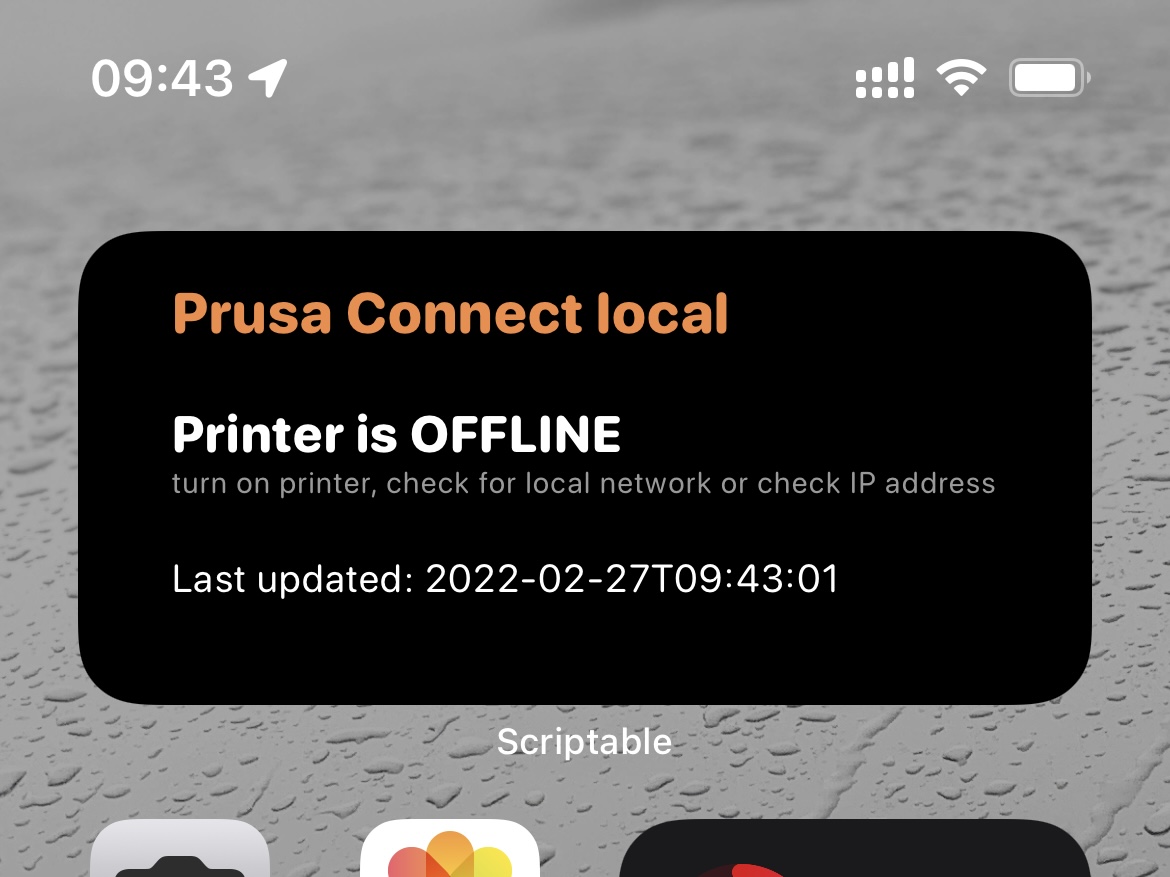 09:43
Prusa Connect local
Printer is OFFLINE
turn on printer, check for local network or check IP address
Last updated: 2022-02-27T09:43:01
Scriptable